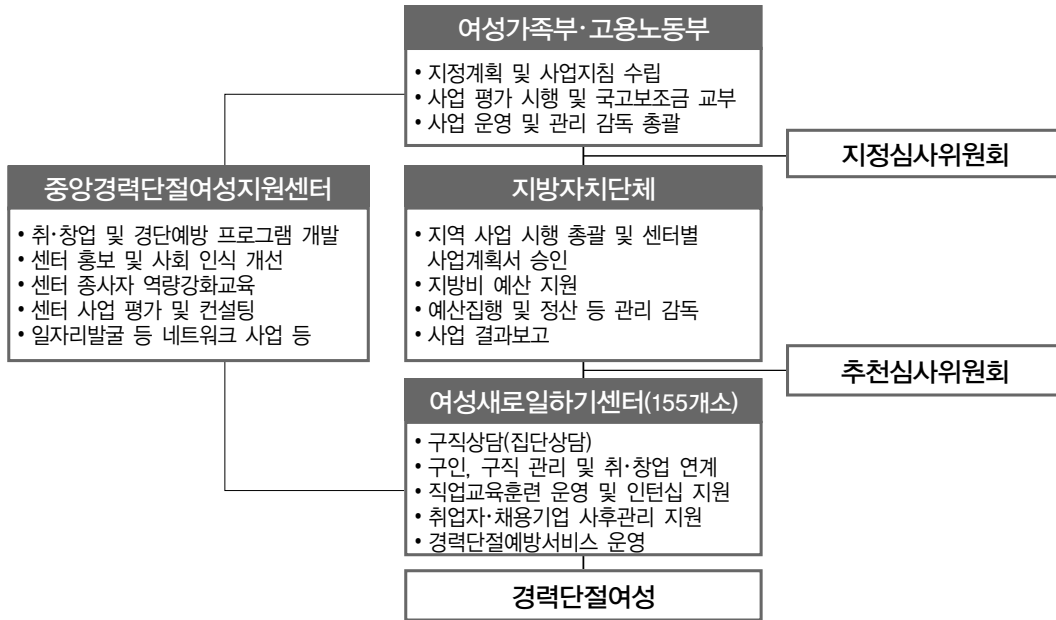 여성가족부·고용노동부
• 지정계획 및 사업지침 수립
• 사업 평가 시행 및 국고보조금 교부
• 사업 운영 및 관리 감독 총괄
지정심사위원회
중앙경력단절여성지원센터
• 취·창업 및 경단예방 프로그램 개발
• 센터 홍보 및 사회 인식 개선
• 센터 종사자 역량강화교육
• 센터 사업 평가 및 컨설팅
• 일자리발굴 등 네트워크 사업 등
지방자치단체
• 지역 사업 시행 총괄 및 센터별
사업계획서 승인
• 지방비 예산 지원
• 예산집행 및 정산 등 관리 감독
• 사업 결과보고
추천심사위원회
여성새로일하기센터(155개소)
• 구직상담(집단상담)
• 구인, 구직 관리 및 취·창업 연계
• 직업교육훈련 운영 및 인턴십 지원
• 취업자·채용기업 사후관리 지원
• 경력단절예방서비스 운영
경력단절여성